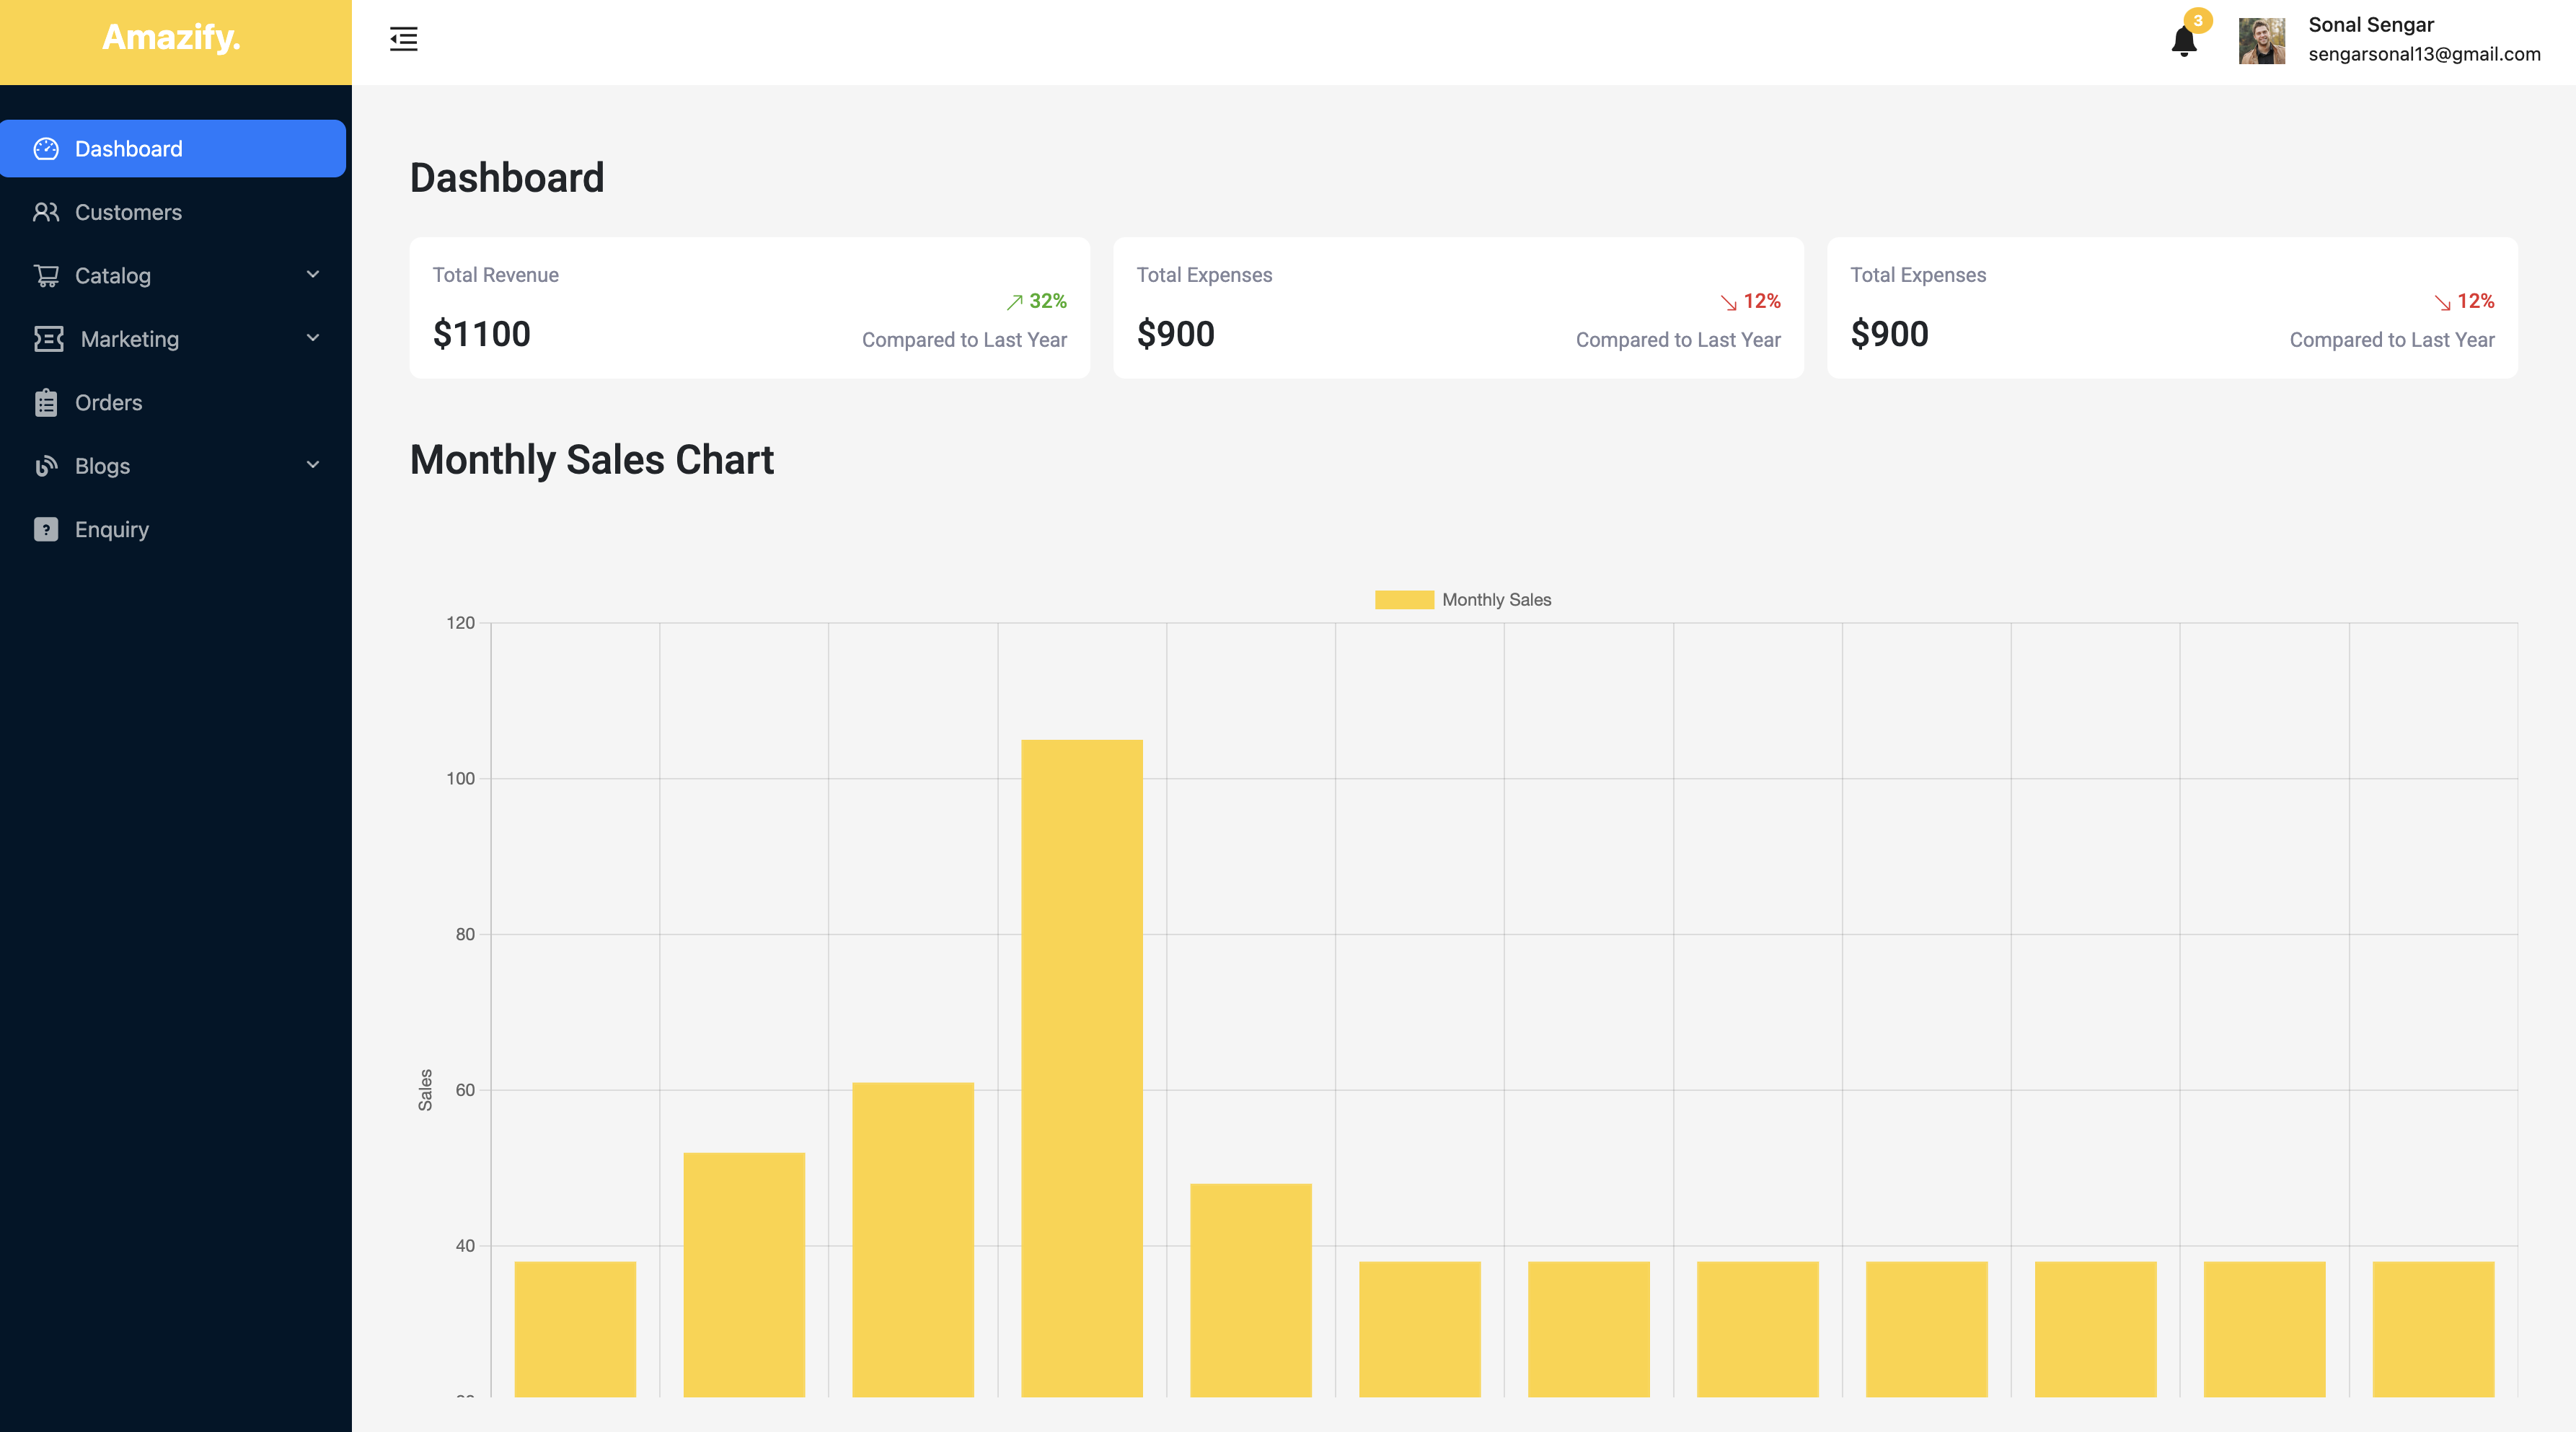 Amazify.
3
Sonal Sengar
sengarsonal13@gmail.com
Dashboard
Customers
Catalog
Marketing
Orders
Blogs
?
Enquiry
Dashboard
Total Revenue
32%
$1100
Compared to Last Year
Total Expenses
12%
$900
Compared to Last Year
Total Expenses
12%
$900
Compared to Last Year
Monthly Sales Chart
Monthly Sales
120
100
80
60
40
Sales